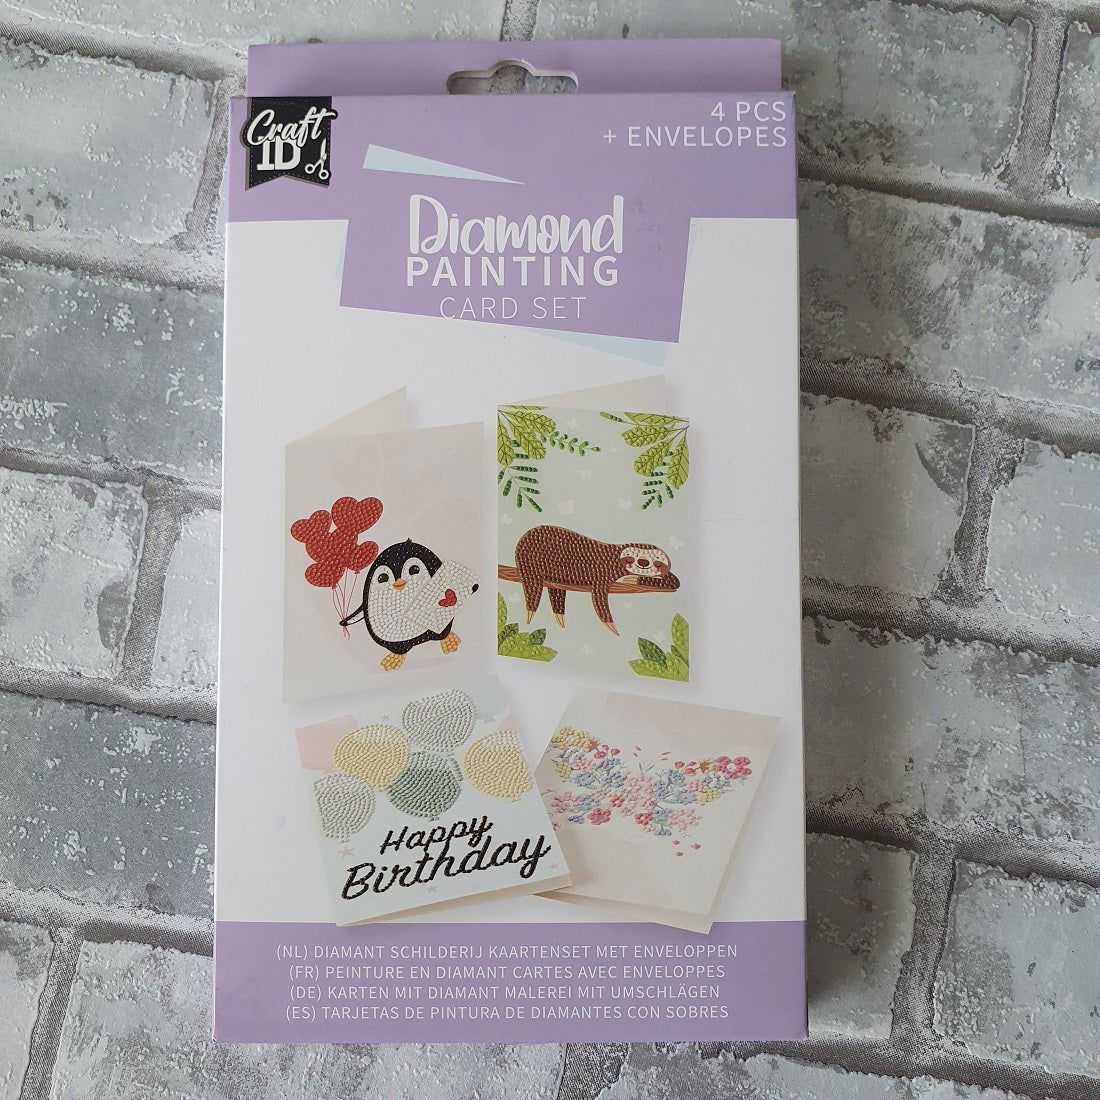 Craft
ID
4 PCS
+ ENVELOPES
Diamond
PAINTING
CARD SET
Happy
Birthday
(NL) DIAMANT SCHILDERIJ KAARTENSET MET ENVELOPPEN
(FR) PEINTURE EN DIAMANT CARTES AVEC ENVELOPPES
(DE) KARTEN MIT DIAMANT MALEREI MIT UMSCHLÄGEN
(ES) TARJETAS DE PINTURA DE DIAMANTES CON SOBRES